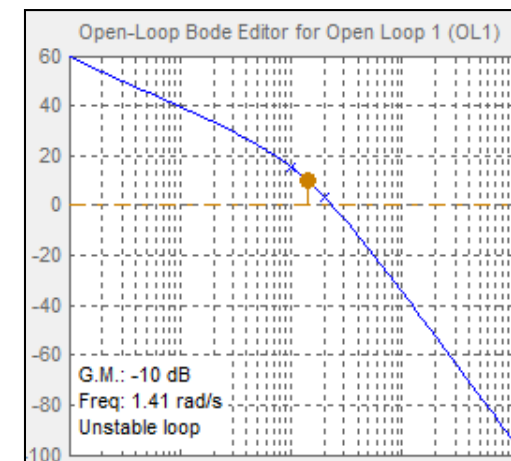 Open-Loop Bode Editor for Open Loop 1 (OL1)
60
40
20
0
-20
-40
-60
-80
-100
G.M.: -10 dB
Freq: 1.41 rad/s
Unstable loop